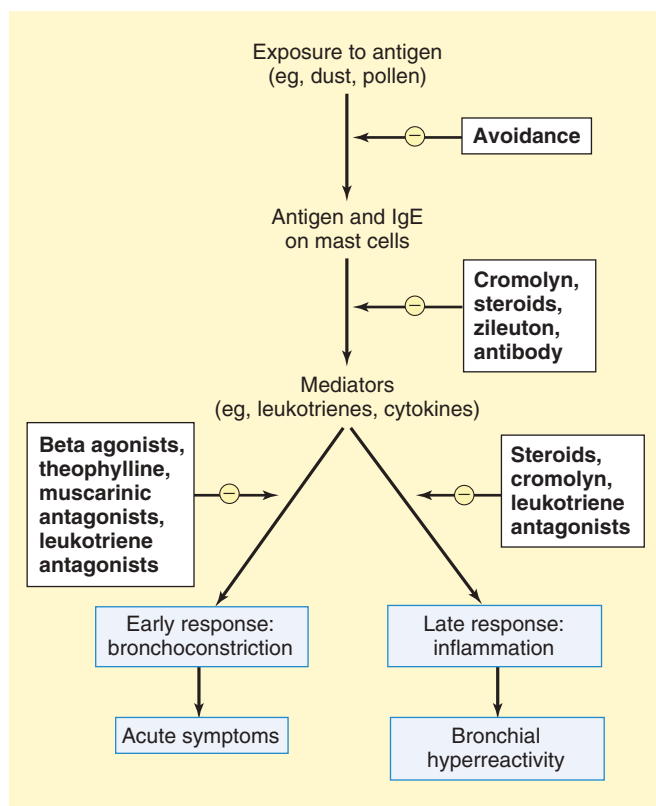 Exposure to antigen
(eg, dust, pollen)
Avoidance
Antigen and IgE
on mast cells
Cromolyn,
steroids,
zileuton,
antibody
Mediators
(eg, leukotrienes, cytokines)
Beta agonists,
theophylline,
muscarinic
antagonists,
leukotriene
antagonists
Steroids,
cromolyn,
leukotriene
antagonists
Early response:
bronchoconstriction
Late response:
inflammation
Acute symptoms
Bronchial
hyperreactivity